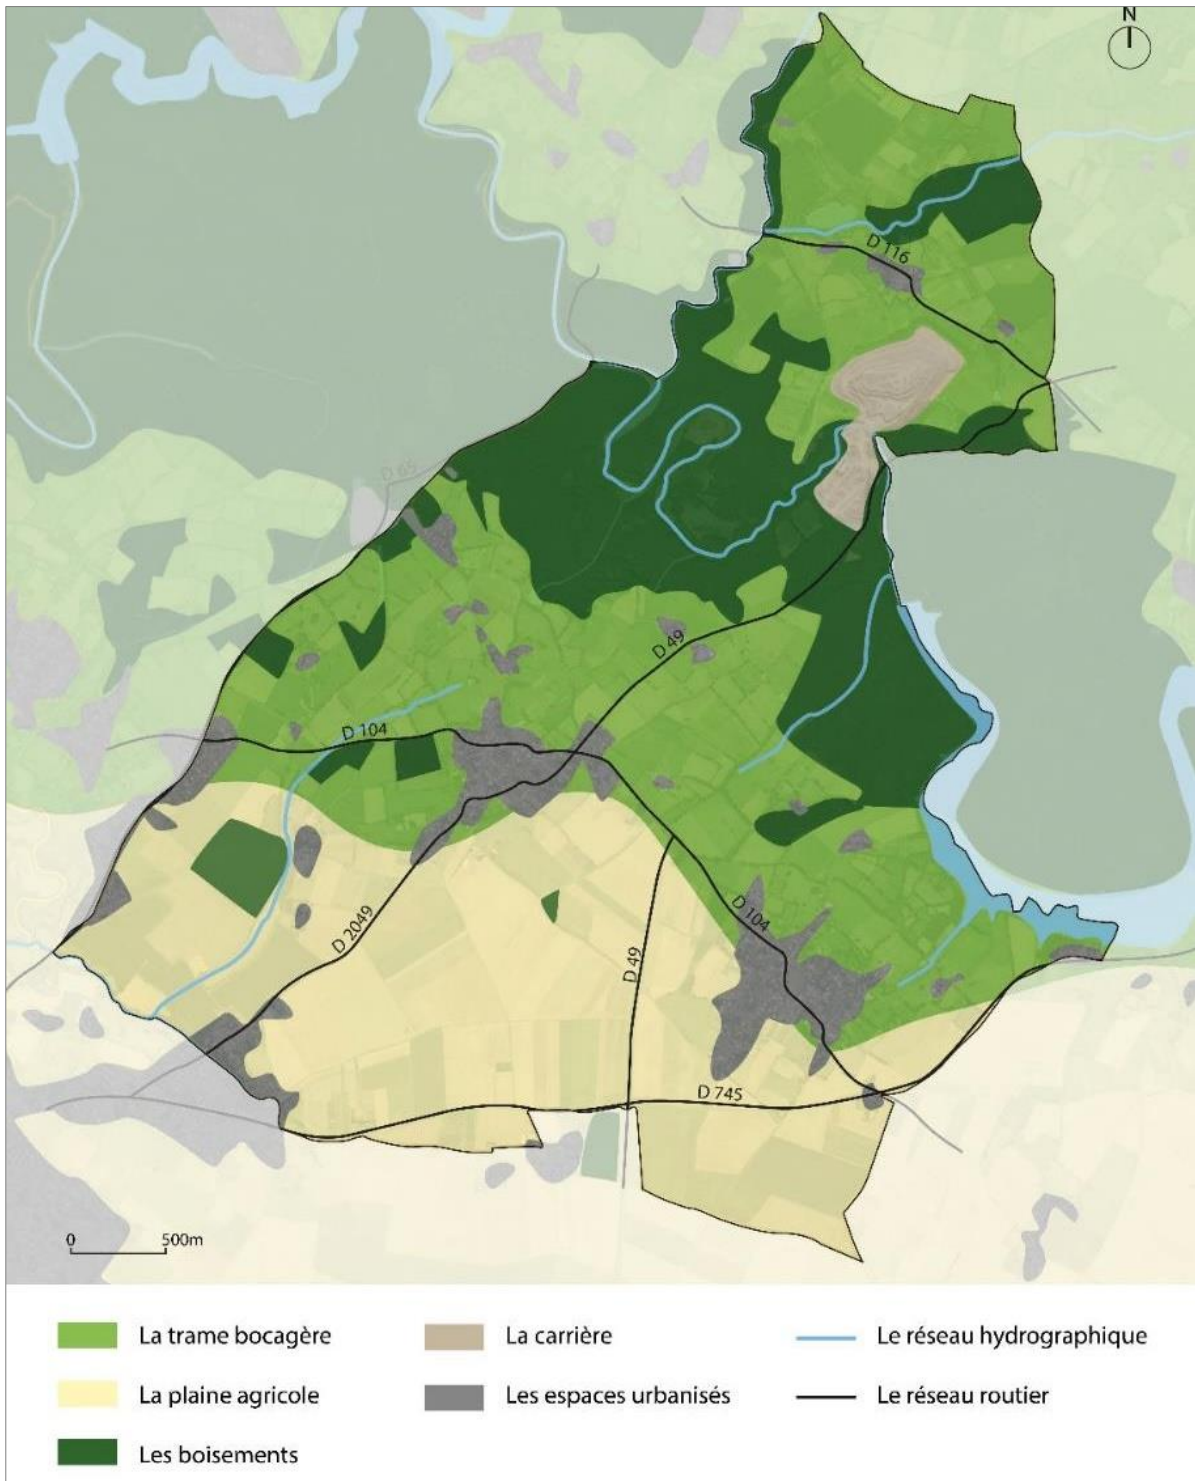 N
D 116
D 65
D 49
D 104
D 2049
D 49
D 104
D 745
0 500m
La trame bocagère
La carrière
Le réseau hydrographique
La plaine agricole
Les espaces urbanisés
Le réseau routier
Les boisements